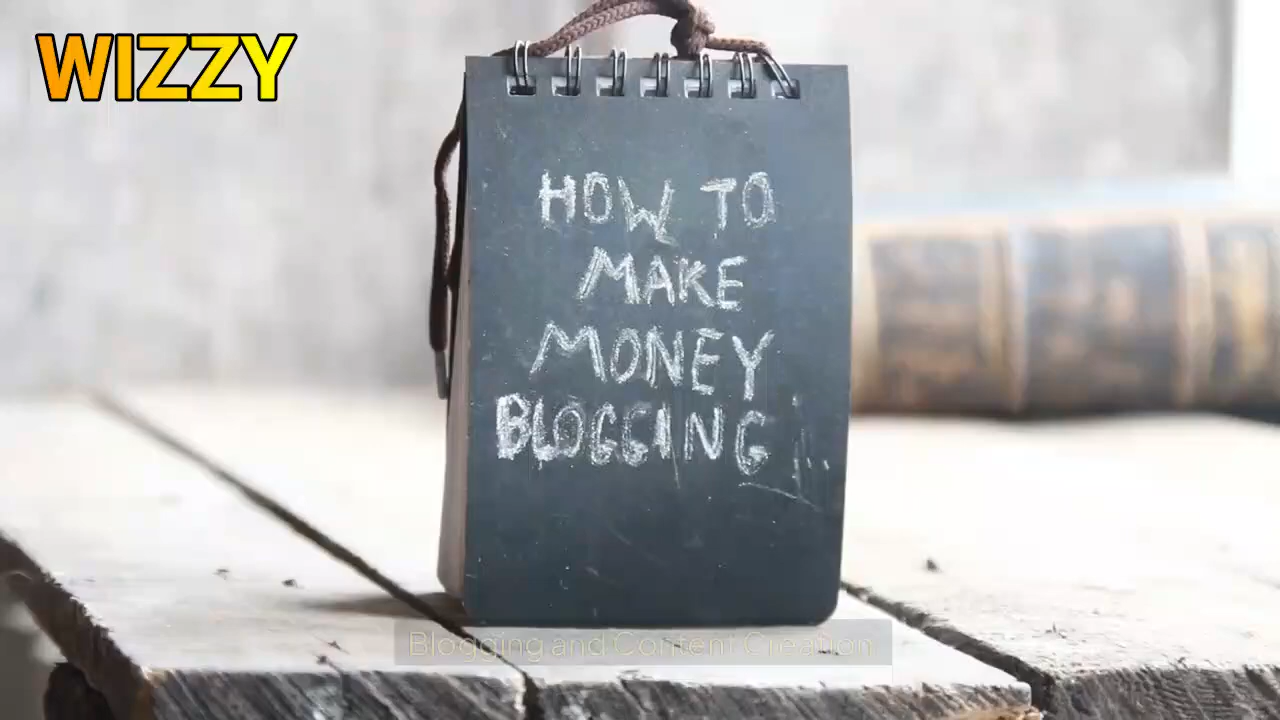 WIZZY
HOW TO
MAKE
MONEY
BLOGGING
Blogging and Content Creation